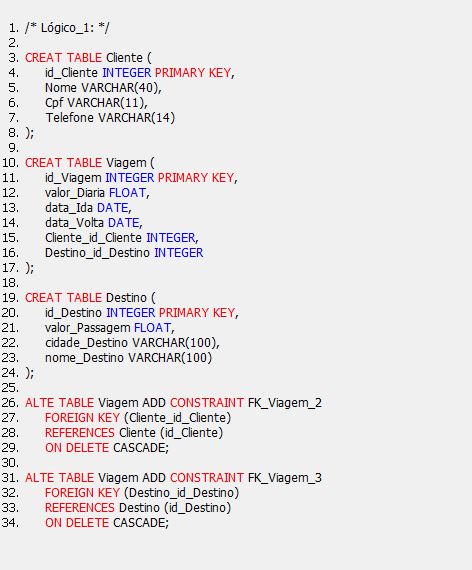 1. /* Lógico_1: */
2.
3. CREAT TABLE Cliente (
4. id_Cliente INTEGER PRIMARY KEY,
5. Nome VARCHAR(40),
6. Cpf VARCHAR(11),
7. Telefone VARCHAR(14)
8. );
9.
10. CREAT TABLE Viagem (
11. id_Viagem INTEGER PRIMARY KEY,
12. valor_Diaria FLOAT,
13. data_Ida DATE,
14. data_Volta DATE,
15. Cliente_id_Cliente INTEGER,
16. Destino_id_Destino INTEGER
17. );
18.
19. CREAT TABLE Destino (
20. id_Destino INTEGER PRIMARY KEY,
21. valor_Passagem FLOAT,
22. cidade_Destino VARCHAR(100),
23. nome_Destino VARCHAR(100)
24. );
25.
26. ALTE TABLE Viagem ADD CONSTRAINT FK_Viagem_2
27. FOREIGN KEY (Cliente_id_Cliente)
28. REFERENCES Cliente (id_Cliente)
29. ON DELETE CASCADE;
30.
31. ALTE TABLE Viagem ADD CONSTRAINT FK_Viagem_3
32. FOREIGN KEY (Destino_id_Destino)
33. REFERENCES Destino (id_Destino)
34. ON DELETE CASCADE;